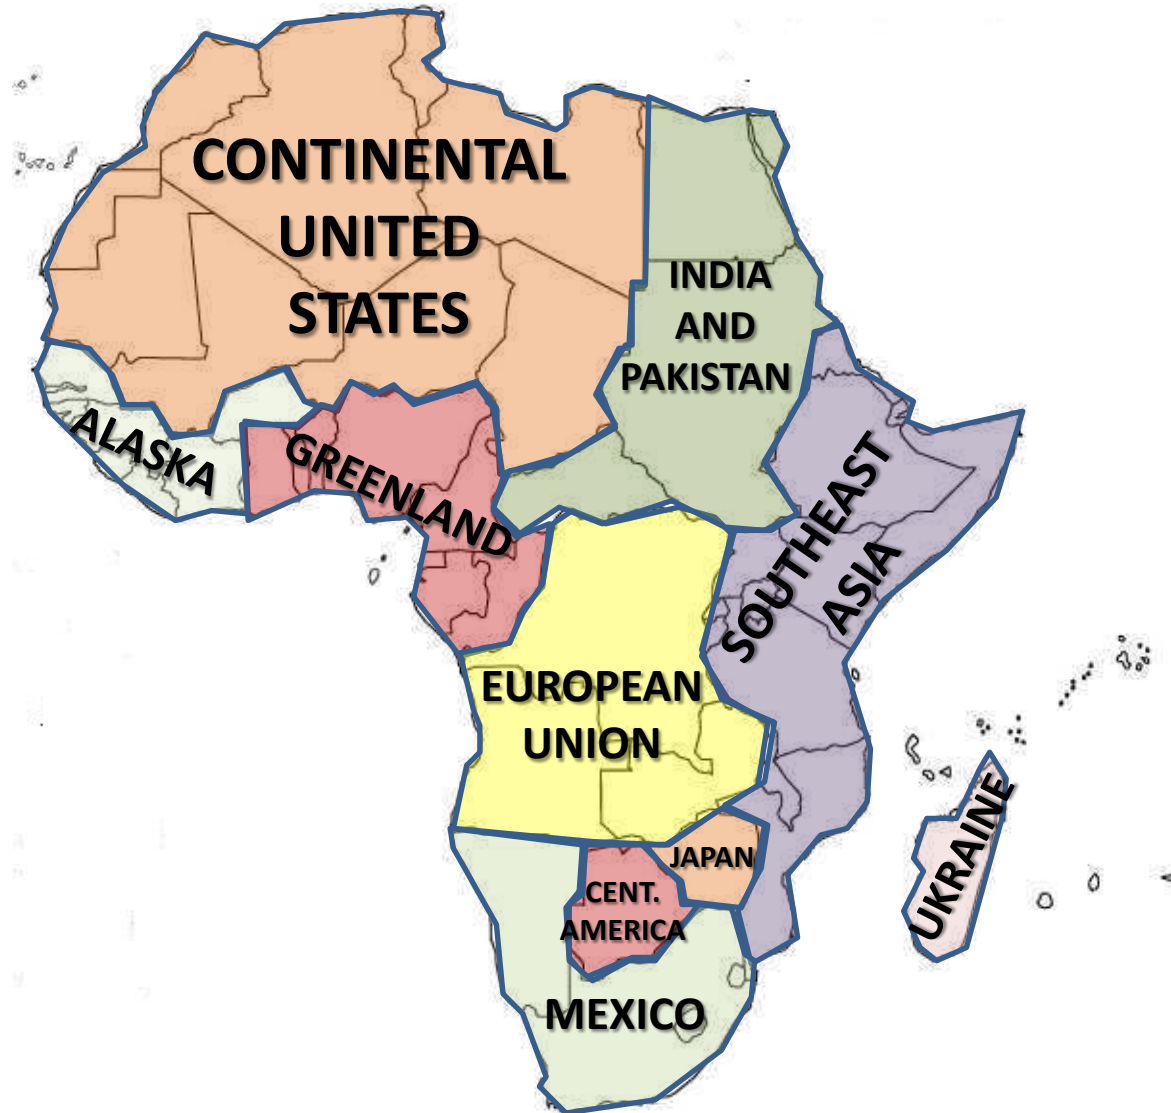 CONTINENTAL
UNITED
STATES
INDIA
AND
PAKISTAN
ALASKA
GREENLAND
SOUTHEAST
ASIA
EUROPEAN
UNION
UKRAINE
JAPAN
CENT.
AMERICA
MEXICO